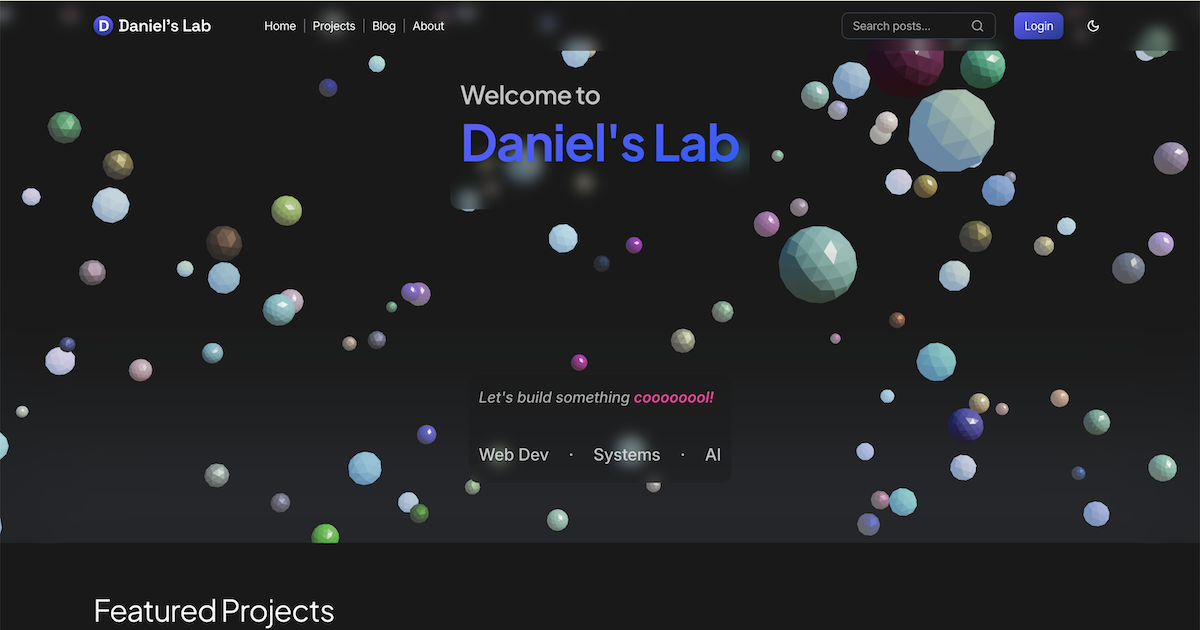 D Daniel's Lab
Home | Projects | Blog | About
Search posts...
Login
Welcome to
Daniel's Lab
Let's build something coooooool!
Web Dev · Systems · AI
Featured Projects